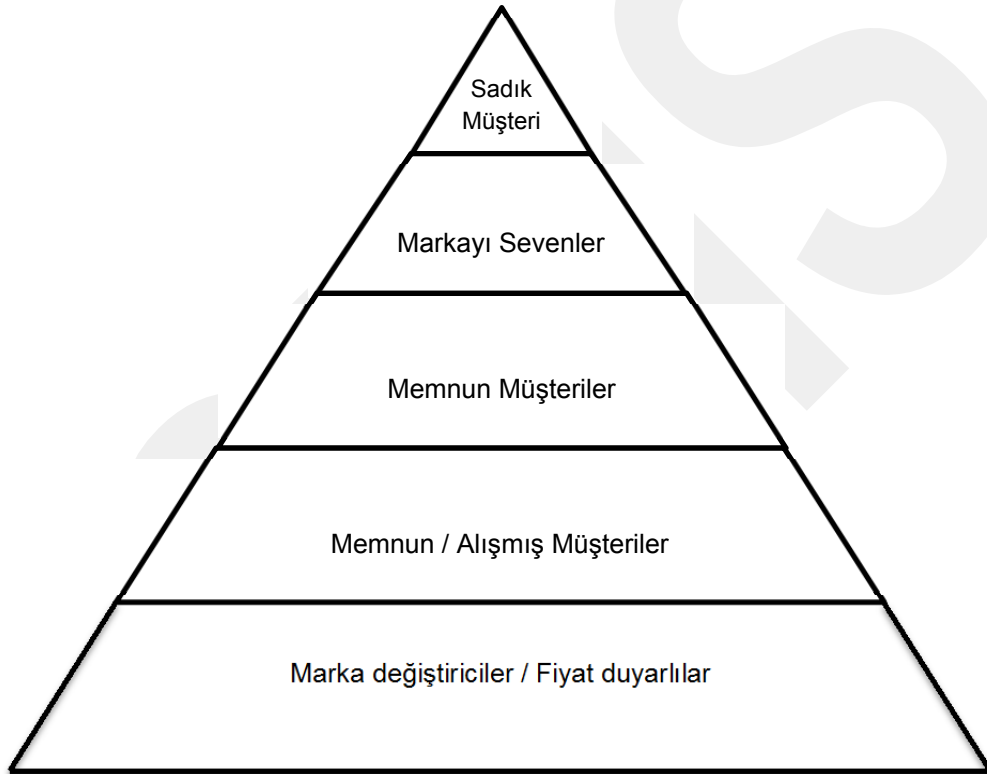 Sadık
Müşteri
Markayı Sevenler
Memnun Müşteriler
Memnun / Alışmış Müşteriler
Marka değiştiriciler / Fiyat duyarlılar